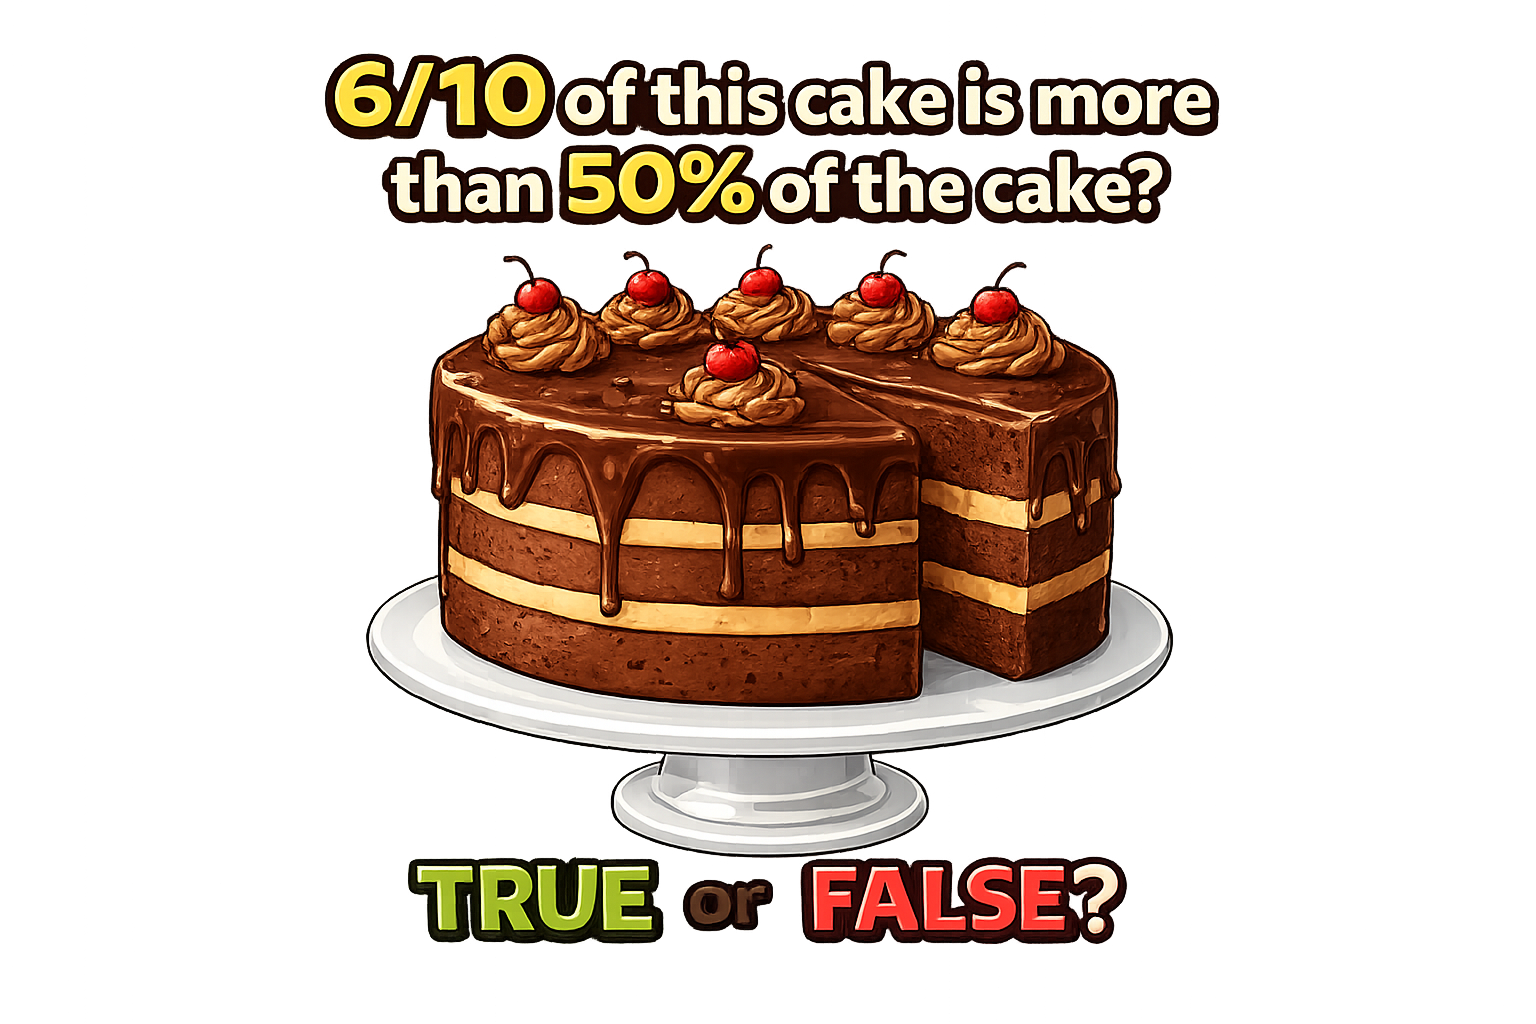 6/10 of this cake is more
than 50% of the cake?
TRUE or FALSE?